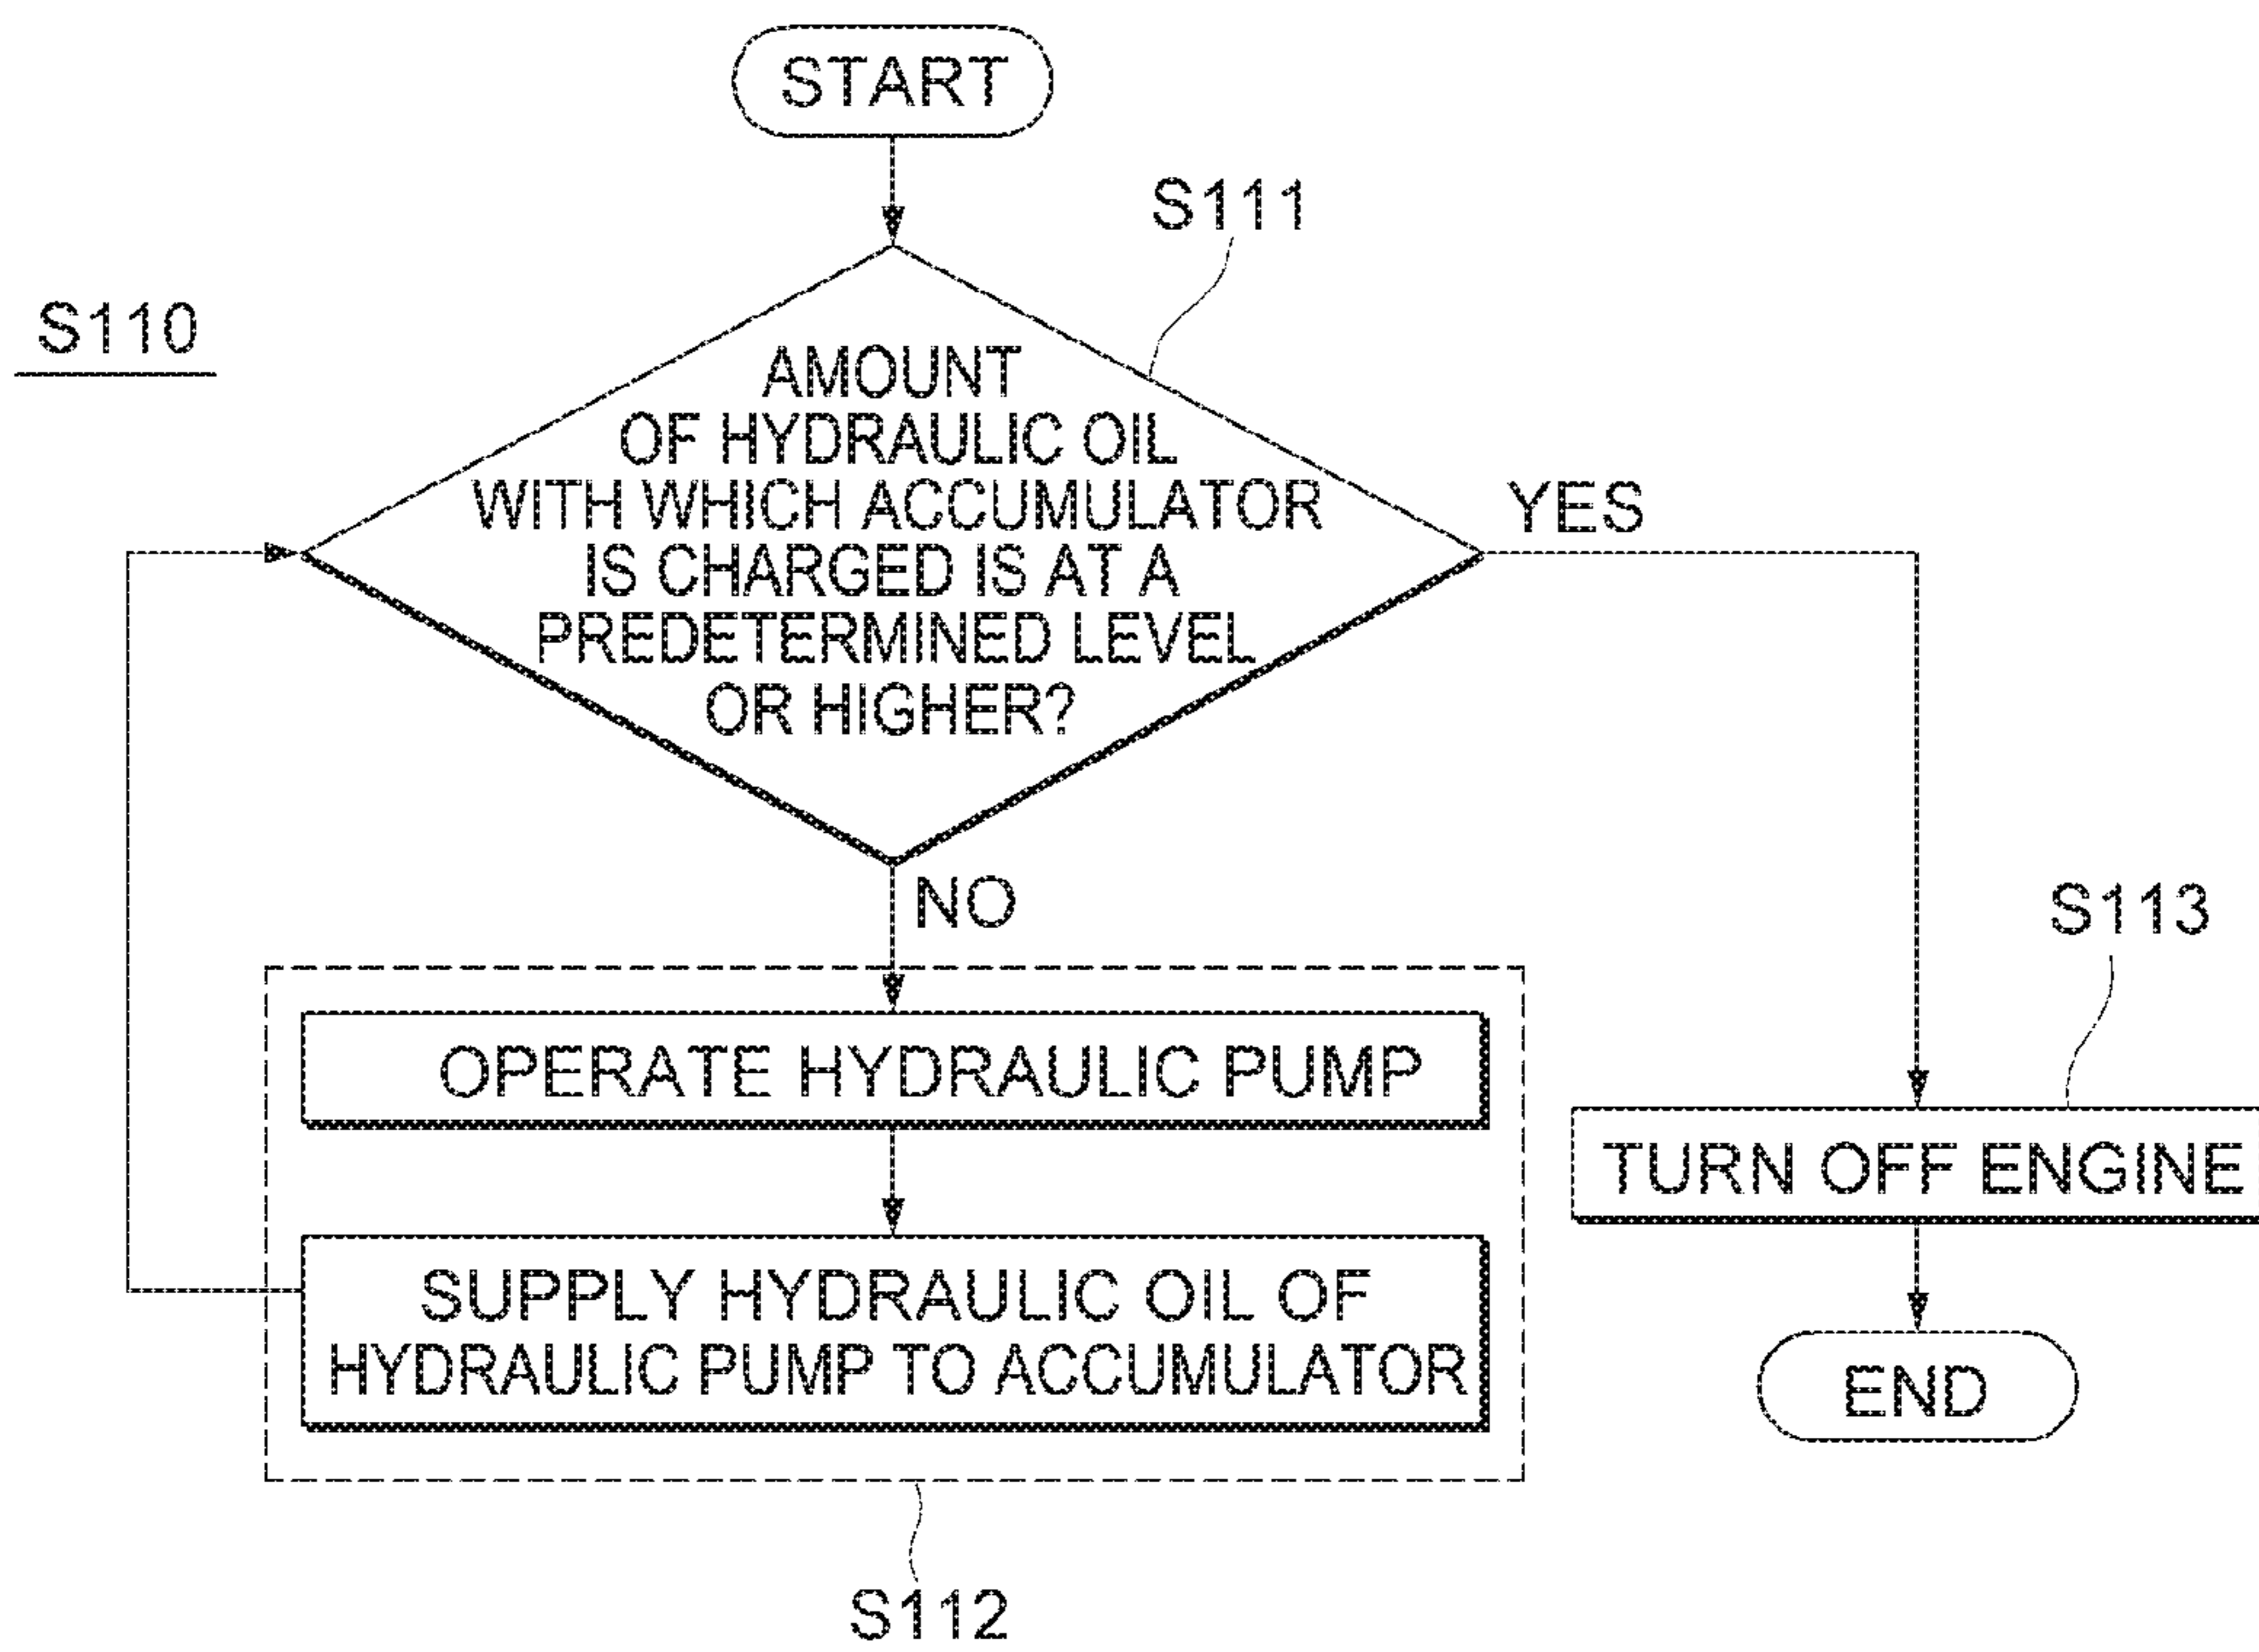 START
S111
S110
AMOUNT
OF HYDRAULIC OIL
WITH WHICH ACCUMULATOR
IS CHARGED IS AT A
PREDETERMINED LEVEL
OR HIGHER?
YES
NO
S113
OPERATE HYDRAULIC PUMP
TURN OFF ENGINE
SUPPLY HYDRAULIC OIL OF
HYDRAULIC PUMP TO ACCUMULATOR
END
S112